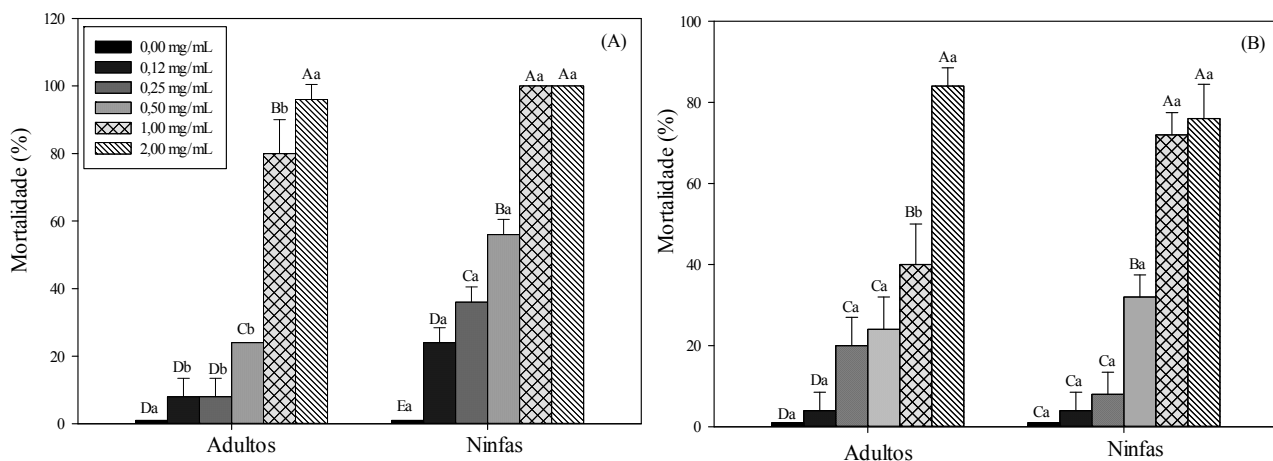 (A)
Mortalidade (%)
120
100
80
60
40
20
0
0,00 mg/mL
0,12 mg/mL
0,25 mg/mL
0,50 mg/mL
1,00 mg/mL
2,00 mg/mL
Da
Db
Db
Cb
Bb
Aa
Ea
Da
Ca
Ba
Aa
Aa
Adultos
Ninfas
(B)
Mortalidade (%)
100
80
60
40
20
0
Da
Da
Ca
Ca
Bb
Aa
Ca
Ca
Ca
Ba
Aa
Aa
Adultos
Ninfas